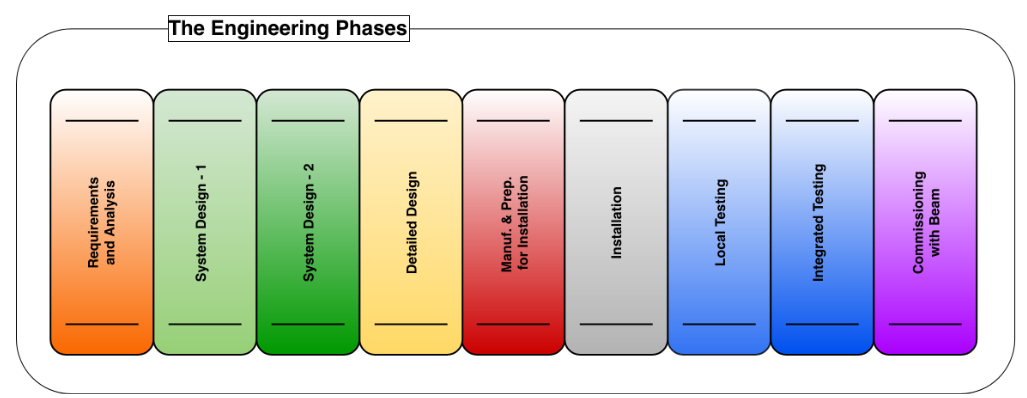 The Engineering Phases
Requirements
and Analysis
System Design - 1
System Design - 2
Detailed Design
Manuf. & Prep.
for Installation
Installation
Local Testing
Integrated Testing
Commissioning
with Beam